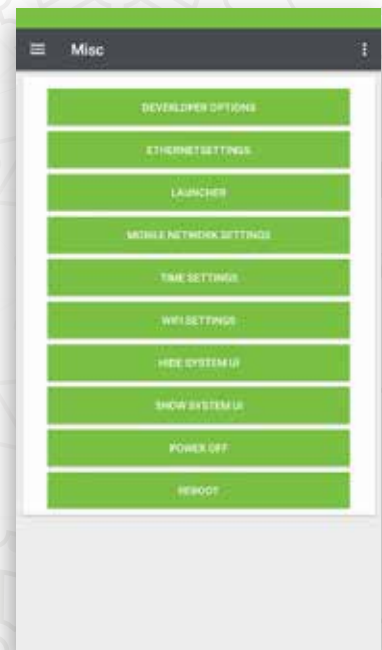 Misc
DEVEKLOPER OPTIONS
ETHERNETSETTINGS
LAUNCHER
MOBILE NETWORK SETTINGS
TIME SETTINGS
WIFI SETTINGS
HIDE SYSTEM UI
SHOW SYSTEM UI
POWER OFF
REBOOT